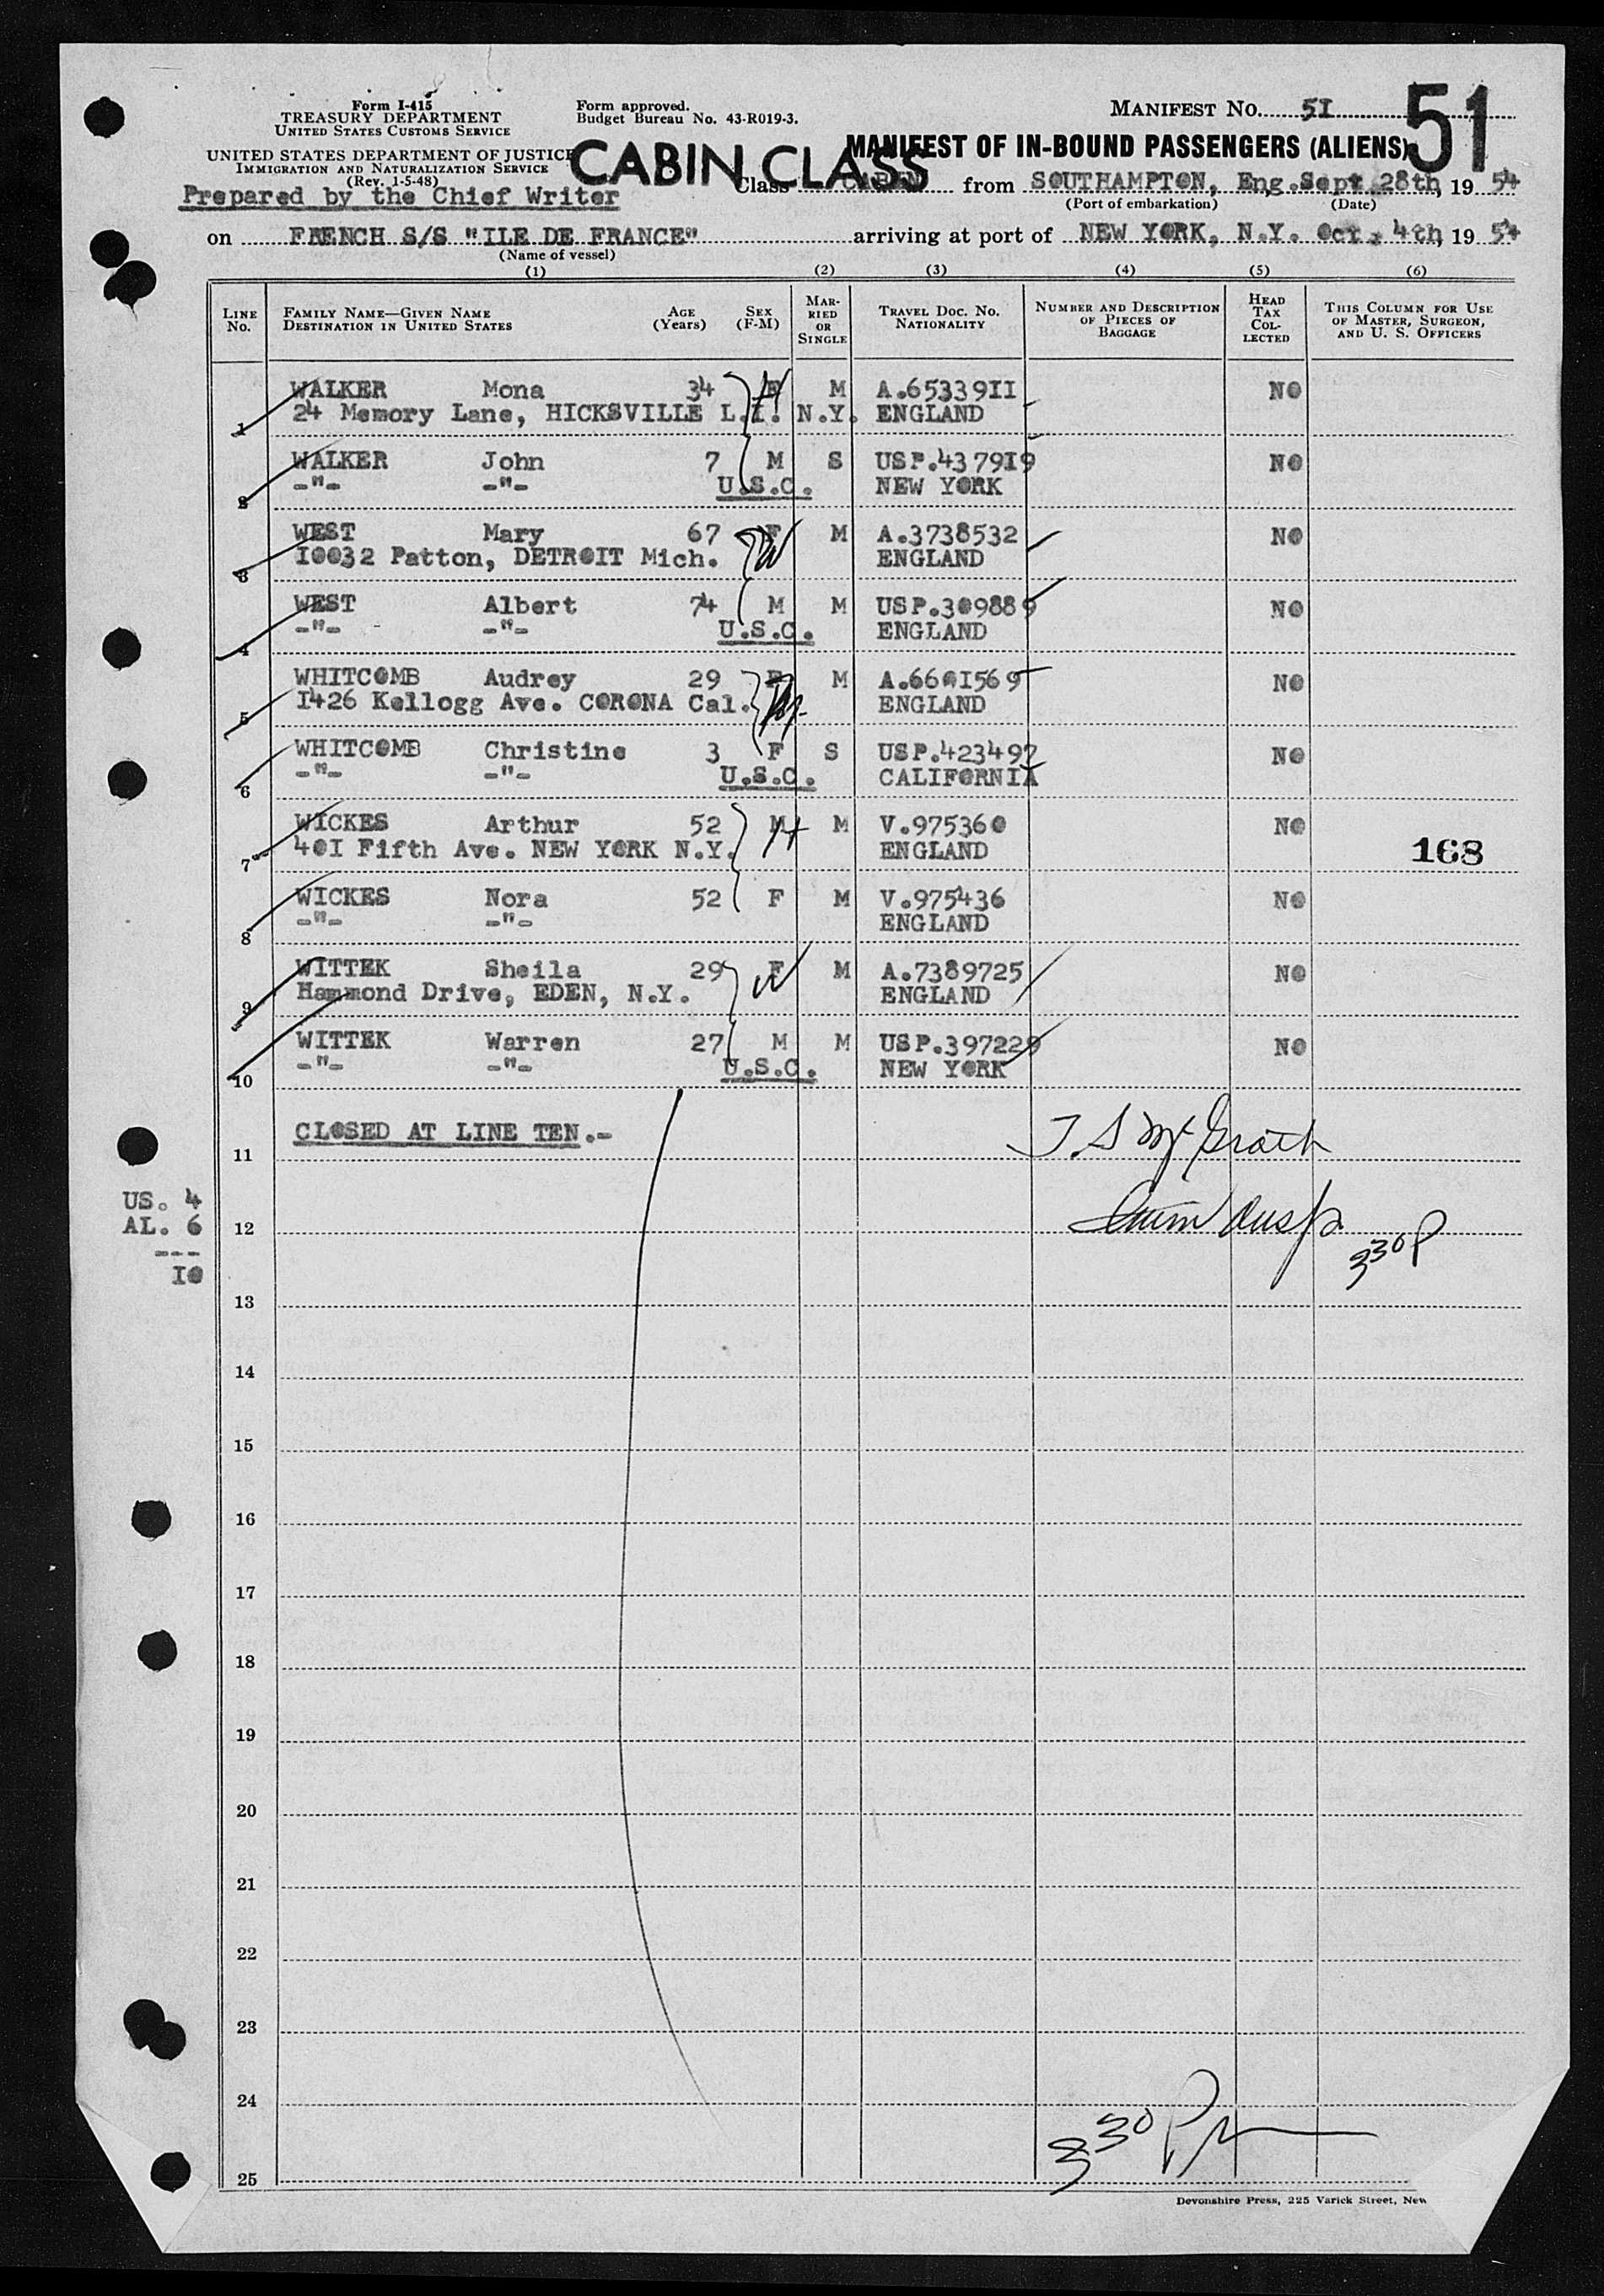 Form I-415
TREASURY DEPARTMENT
UNITED STATES CUSTOMS SERVICE
UNITED STATES DEPARTMENT OF JUSTICE
IMMIGRATION AND NATURALIZATION SERVICE
(Rev. 1-5-48)
Prepared by the Chief Writer
Form approved.
Budget Bureau No. 43-R019-3.
MANIFEST NO. 51
51
CABIN CLASS
MANIFEST OF IN-BOUND PASSENGERS (ALIENS)
Class CABIN from SOUTHAMPTON, Eng. Sept. 28th, 19 54
(Port of embarkation) (Date)
on FRENCH S/S "ILE DE FRANCE" arriving at port of NEW YORK, N.Y. Oct. 4th, 19 54
(Name of vessel)
(1) (2) (3) (4) (5) (6)
LINE NO. FAMILY NAME—GIVEN NAME DESTINATION IN UNITED STATES AGE (Years) SEX (F-M) MARRIED OR SINGLE TRAVEL DOC. NO. NATIONALITY NUMBER AND DESCRIPTION OF PIECES OF BAGGAGE HEAD TAX COLLECTED THIS COLUMN FOR USE OF MASTER, SURGEON, AND U. S. OFFICERS
WALKER Mona 34 F M A.6533911 NO
1 24 Memory Lane, HICKSVILLE L.I. N.Y. ENGLAND
WALKER John 7 M S USP.437919 NO
2 -"- -"- U.S.C. NEW YORK
WEST Mary 67 F M A.3738532 NO
3 10032 Patton, DETROIT Mich. ENGLAND
WEST Albert 74 M M USP.309889 NO
4 -"- -"- U.S.C. ENGLAND
WHITCOMB Audrey 29 F M A.6601569 NO
5 1426 Kellogg Ave. CORONA Cal. ENGLAND
WHITCOMB Christine 3 F S USP.423492 NO
6 -"- -"- U.S.C. CALIFORNIA
WICKES Arthur 52 M M V.975360 NO
7 401 Fifth Ave. NEW YORK N.Y. ENGLAND 168
WICKES Nora 52 F M V.975436 NO
8 -"- -"- ENGLAND
WITTEK Sheila 29 F M A.7389725 NO
9 Hammond Drive, EDEN, N.Y. ENGLAND
WITTEK Warren 27 M M USP.397229 NO
10 -"- -"- U.S.C. NEW YORK
11 CLOSED AT LINE TEN.- T. S McGrath
US. 4
AL. 6
---
10
12 330 P
13
14
15
16
17
18
19
20
21
22
23
24
330 PM
25
Devonshire Press, 225 Varick Street, New